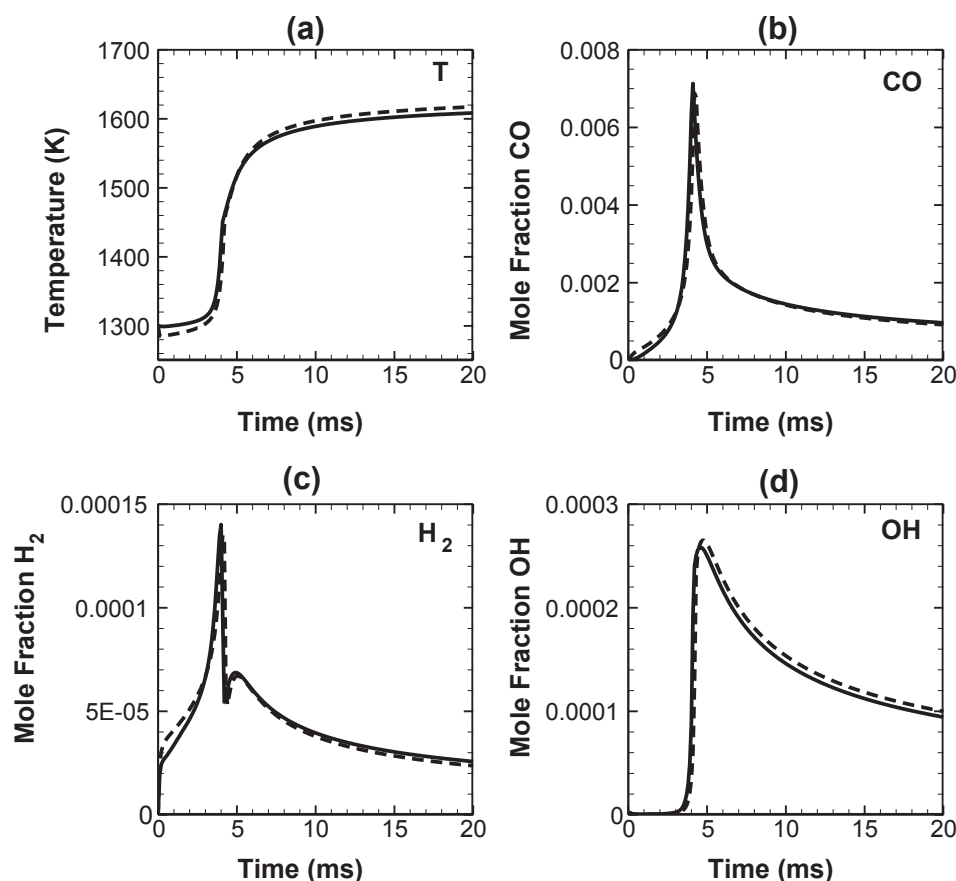 (a)
T
1700
1600
1500
1400
1300
Temperature (K)
0 5 10 15 20
Time (ms)
(b)
CO
0.008
0.006
0.004
0.002
0
Mole Fraction CO
0 5 10 15 20
Time (ms)
(c)
H2
0.00015
0.0001
5E-05
0
Mole Fraction H2
0 5 10 15 20
Time (ms)
(d)
OH
0.0003
0.0002
0.0001
0
Mole Fraction OH
0 5 10 15 20
Time (ms)